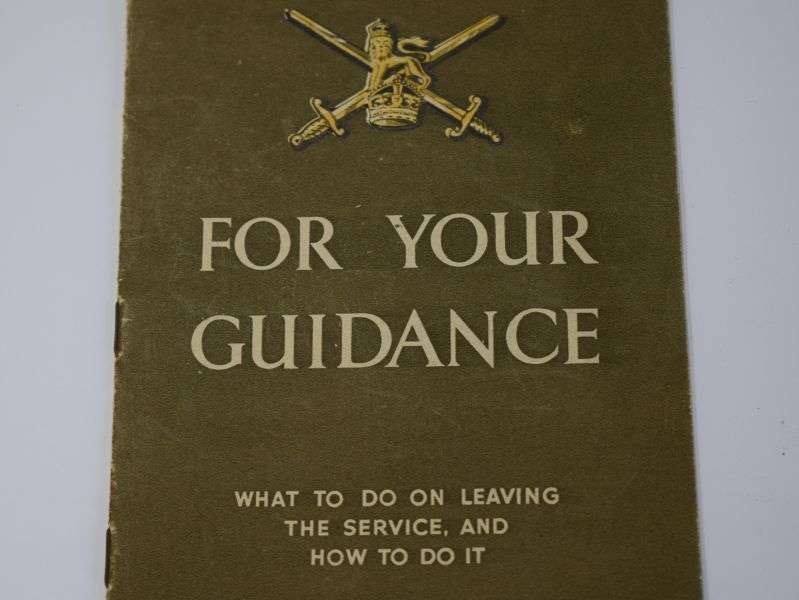 FOR YOUR
GUIDANCE
WHAT TO DO ON LEAVING
THE SERVICE, AND
HOW TO DO IT